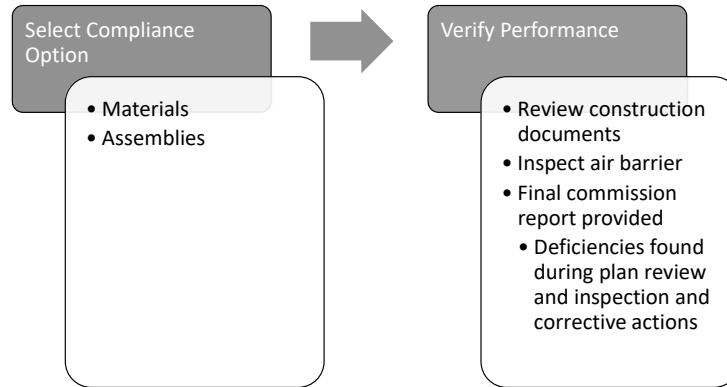 Select Compliance
Option
• Materials
• Assemblies
Verify Performance
• Review construction
documents
• Inspect air barrier
• Final commission
report provided
• Deficiencies found
during plan review
and inspection and
corrective actions